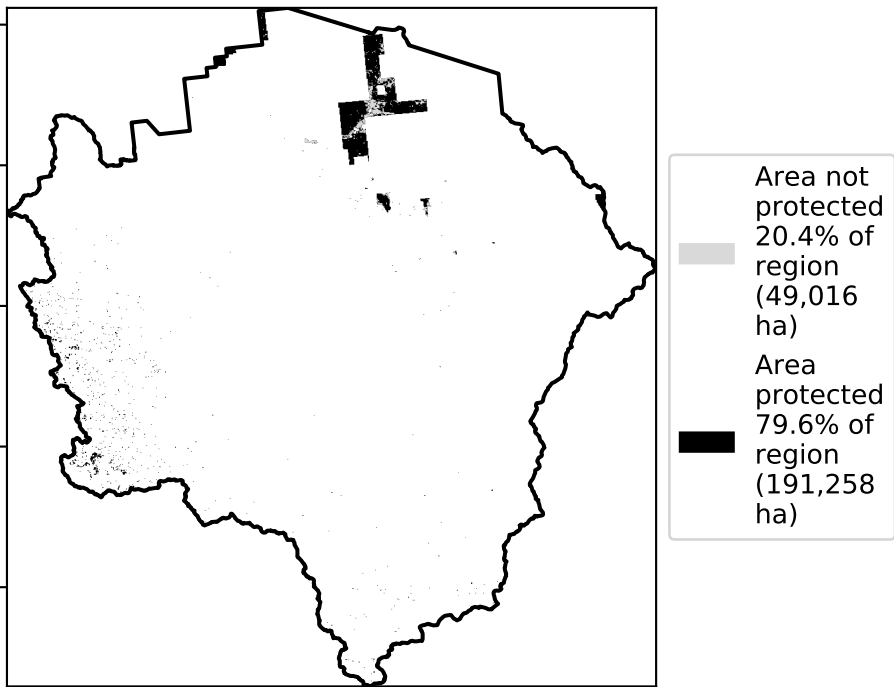 Area not
protected
20.4% of
region
(49,016
ha)
Area
protected
79.6% of
region
(191,258
ha)